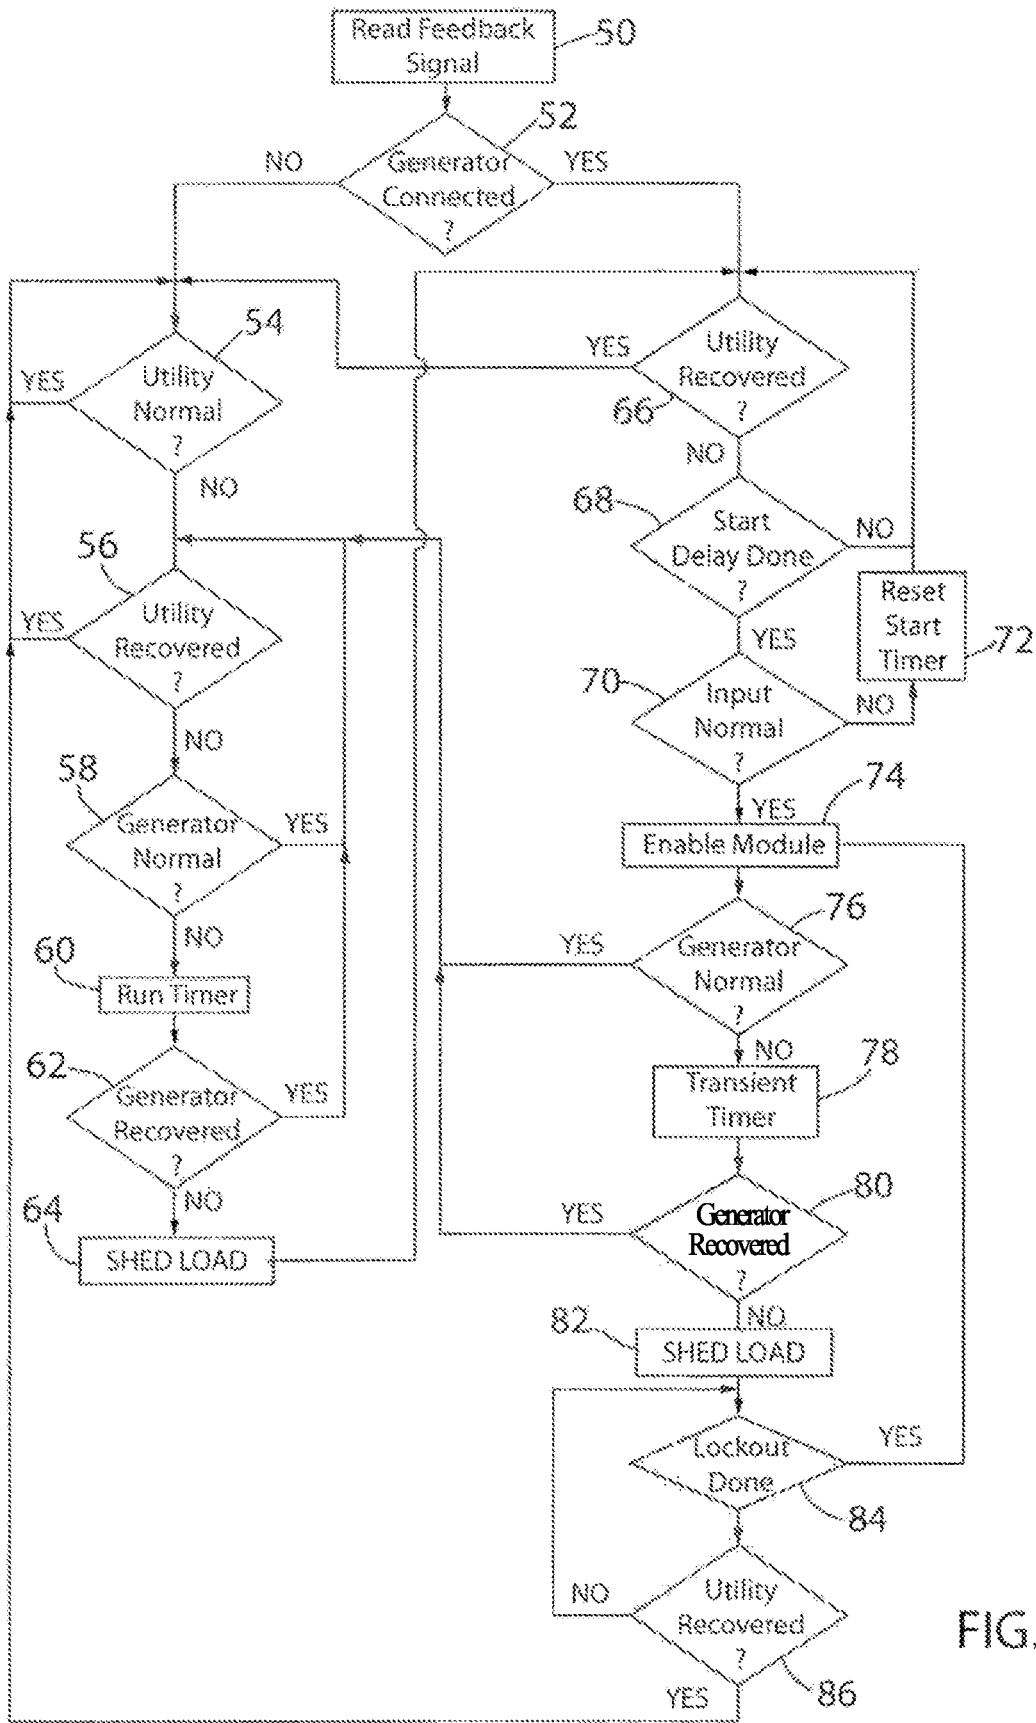 Read Feedback
Signal
50
52
NO
Generator
Connected
?
YES
54
YES
Utility
Normal
?
NO
YES
Utility
Recovered
?
66
NO
68
Start
Delay Done
?
NO
YES
Reset
Start
Timer
72
56
YES
Utility
Recovered
?
NO
70
Input
Normal
?
NO
YES
58
Generator
Normal
?
YES
NO
74
Enable Module
76
YES
Generator
Normal
?
NO
60
Run Timer
62
Generator
Recovered
?
YES
NO
78
Transient
Timer
64
SHED LOAD
80
YES
Generator
Recovered
?
NO
82
SHED LOAD
Lockout
Done
YES
84
NO
Utility
Recovered
?
YES
86
FIG.